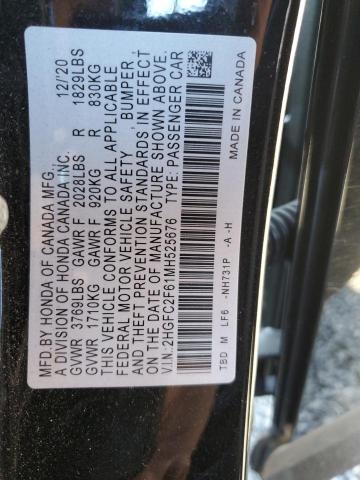 MFD.BY HONDA OF CANADA MFG. 12/'20
A DIVISION OF HONDA CANADA INC.
GVWR 3769LBS GAWR F 2028LBS R 1829LBS
GVWR 1710KG GAWR F 920KG R 830KG
THIS VEHICLE CONFORMS TO ALL APPLICABLE
FEDERAL MOTOR VEHICLE SAFETY, BUMPER,
AND THEFT PREVENTION STANDARDS IN EFFECT
ON THE DATE OF MANUFACTURE SHOWN ABOVE.
V.I.N.:2HGFC2F61MH525676 TYPE: PASSENGER CAR
TBD M LF6 -NH731P -A -H
MADE IN CANADA